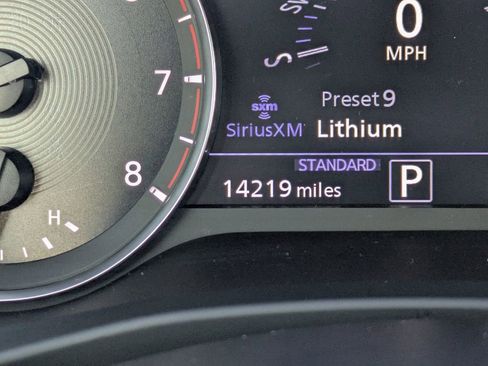 0
MPH
S
7
sxm
Preset 9
SiriusXM Lithium
STANDARD
8
14219 miles P
H